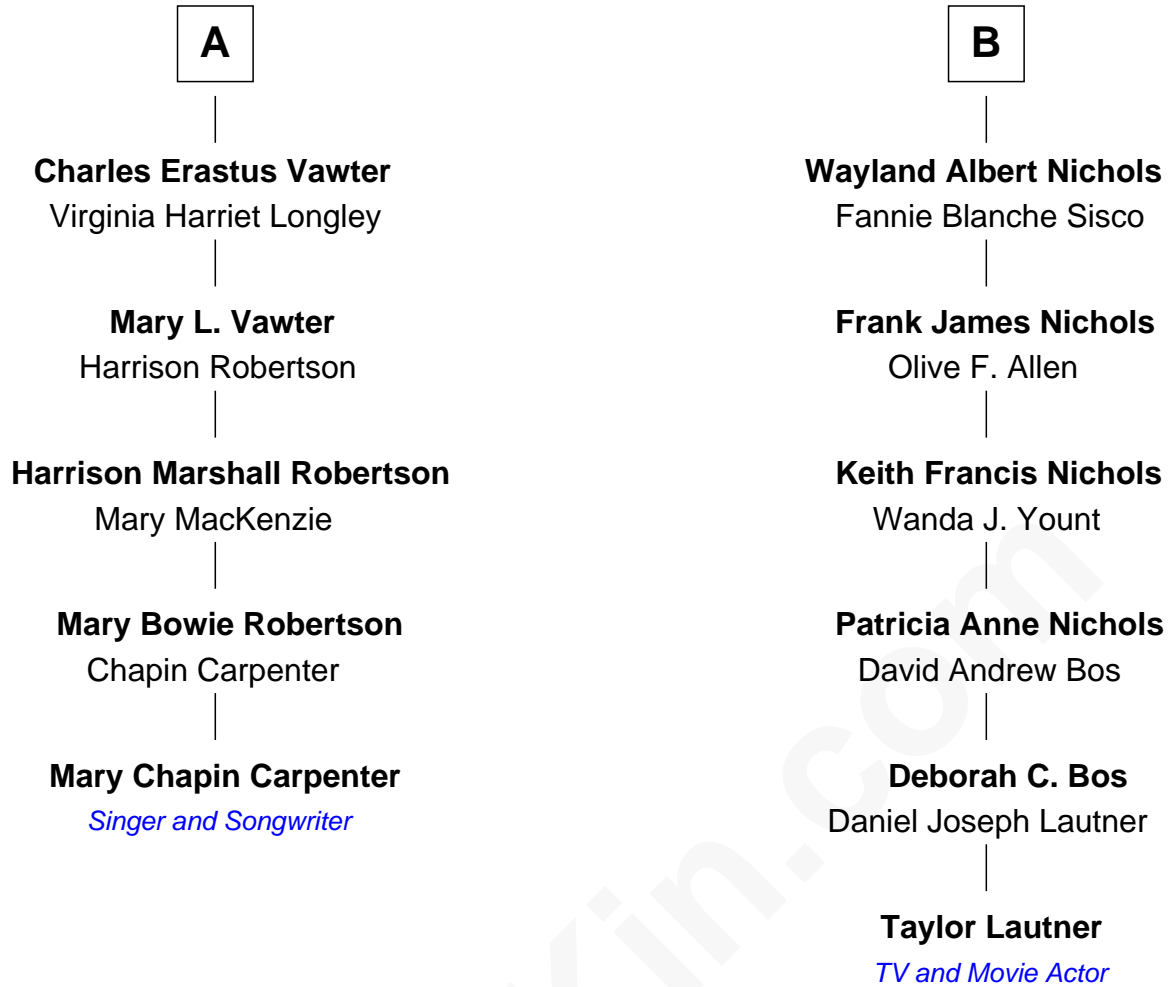 A
Charles Erastus Vawter
Virginia Harriet Longley
Mary L. Vawter
Harrison Robertson
Harrison Marshall Robertson
Mary MacKenzie
Mary Bowie Robertson
Chapin Carpenter
Mary Chapin Carpenter
Singer and Songwriter
B
Wayland Albert Nichols
Fannie Blanche Sisco
Frank James Nichols
Olive F. Allen
Keith Francis Nichols
Wanda J. Yount
Patricia Anne Nichols
David Andrew Bos
Deborah C. Bos
Daniel Joseph Lautner
Taylor Lautner
TV and Movie Actor
Kin.com